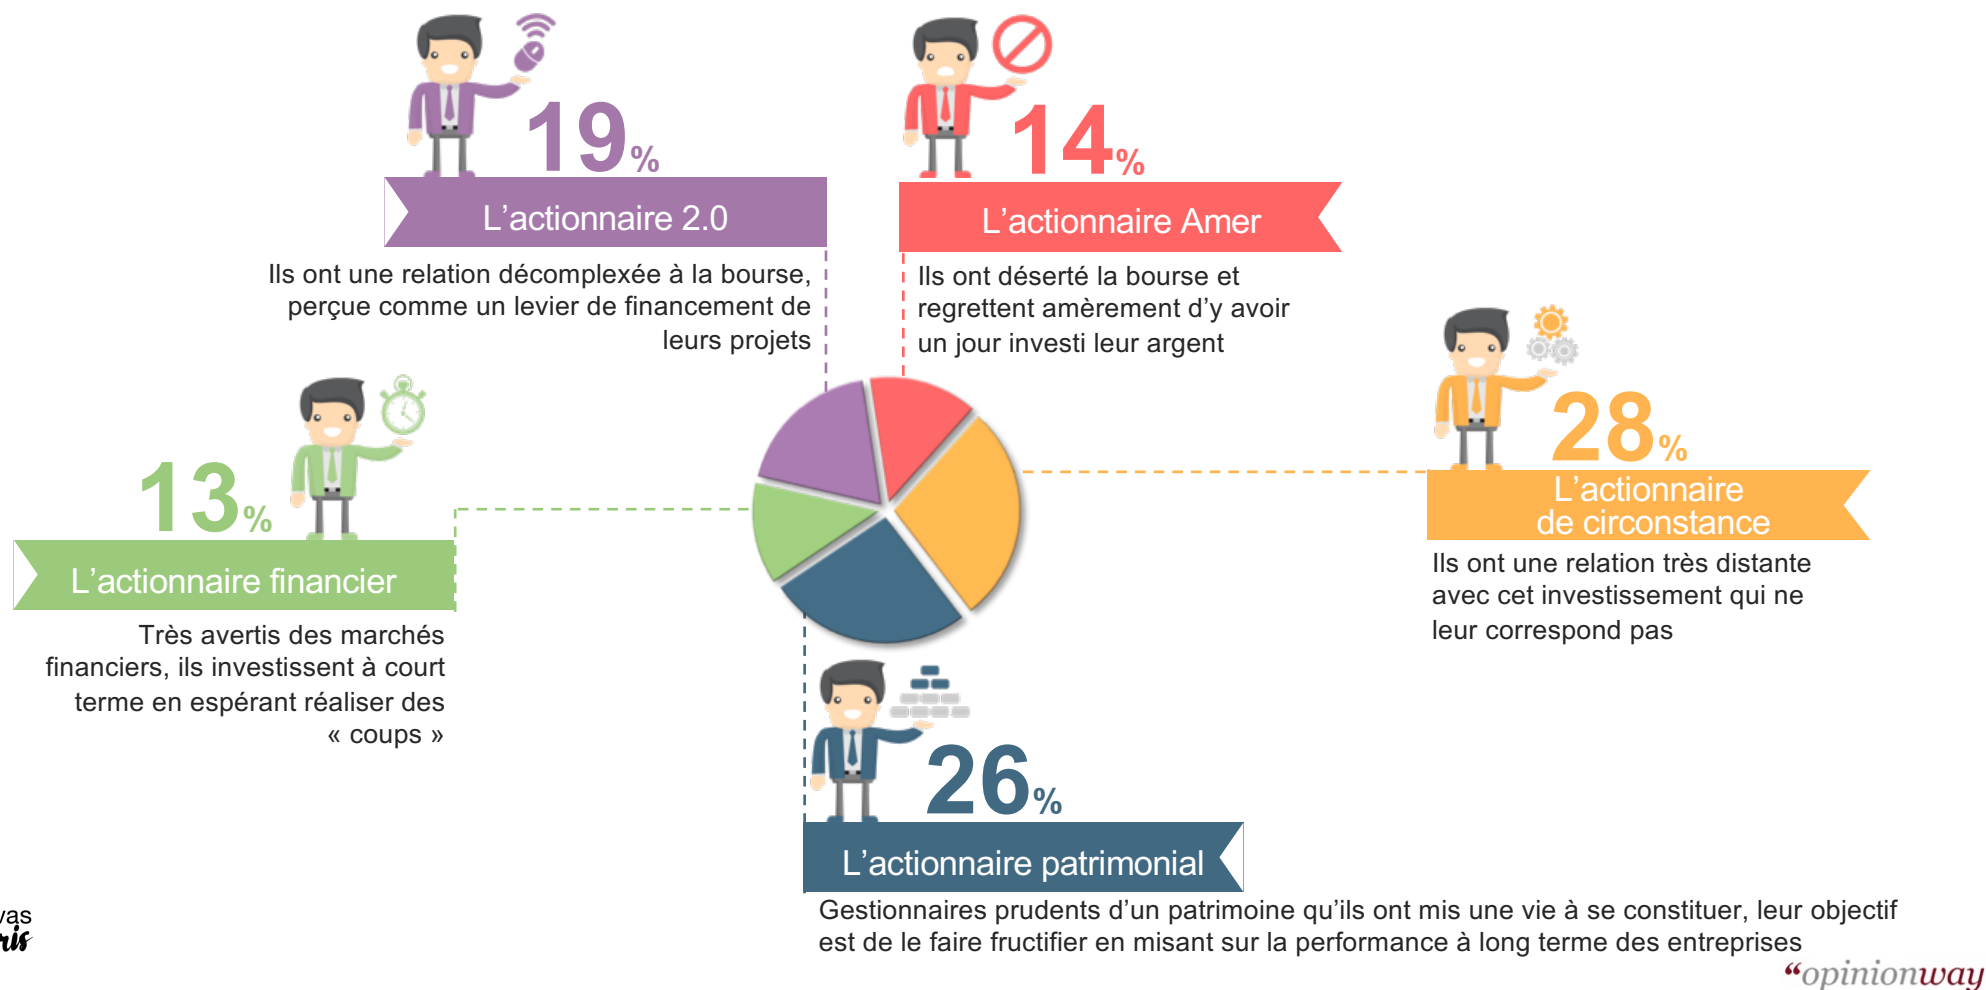 19%
L’actionnaire 2.0
Ils ont une relation décomplexée à la bourse,
perçue comme un levier de financement de
leurs projets
14%
L’actionnaire Amer
Ils ont déserté la bourse et
regrettent amèrement d’y avoir
un jour investi leur argent
28%
L’actionnaire
de circonstance
Ils ont une relation très distante
avec cet investissement qui ne
leur correspond pas
13%
L’actionnaire financier
Très avertis des marchés
financiers, ils investissent à court
terme en espérant réaliser des
« coups »
26%
L’actionnaire patrimonial
Gestionnaires prudents d’un patrimoine qu’ils ont mis une vie à se constituer, leur objectif
est de le faire fructifier en misant sur la performance à long terme des entreprises
“opinionway